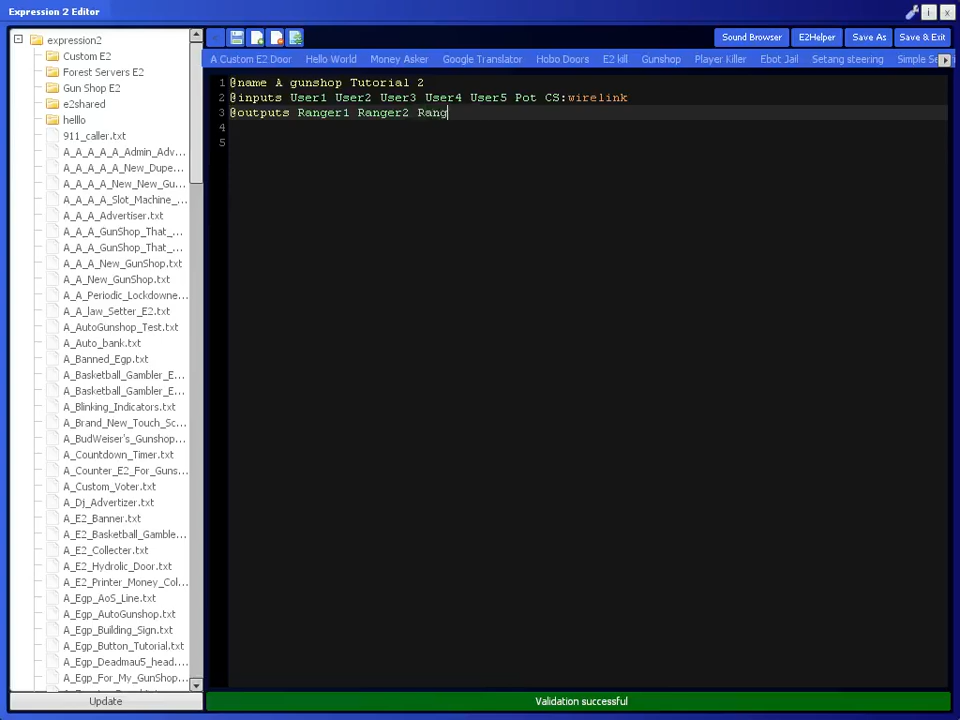 Expression 2 Editor
i
x
Sound Browser
E2Helper
Save As
Save & Exit
A Custom E2 Door
Hello World
Money Asker
Google Translator
Hobo Doors
E2 kill
Gunshop
Player Killer
Ebot Jail
Setang steering
Simple Se
expression2
Custom E2
Forest Servers E2
Gun Shop E2
e2shared
helllo
911_caller.txt
A_A_A_A_A_Admin_Adv...
A_A_A_A_A_New_Dupe...
A_A_A_A_New_New_Gu...
A_A_A_A_Slot_Machine_...
A_A_A_Advertiser.txt
A_A_A_GunShop_That_...
A_A_A_GunShop_That_...
A_A_A_New_GunShop.txt
A_A_New_GunShop.txt
A_A_Periodic_Lockdowne...
A_A_law_Setter_E2.txt
A_AutoGunshop_Test.txt
A_Auto_bank.txt
A_Banned_Egp.txt
A_Basketball_Gambler_E...
A_Basketball_Gambler_E...
A_Blinking_Indicators.txt
A_Brand_New_Touch_Sc...
A_BudWeiser's_Gunshop...
A_Countdown_Timer.txt
A_Counter_E2_For_Guns...
A_Custom_Voter.txt
A_Dj_Advertizer.txt
A_E2_Banner.txt
A_E2_Basketball_Gamble...
A_E2_Collecter.txt
A_E2_Hydrolic_Door.txt
A_E2_Printer_Money_Col...
A_Egp_AoS_Line.txt
A_Egp_AutoGunshop.txt
A_Egp_Building_Sign.txt
A_Egp_Button_Tutorial.txt
A_Egp_Deadmau5_head....
A_Egp_For_My_GunShop...
Update
1 @name A gunshop Tutorial 2
2 @inputs User1 User2 User3 User4 User5 Pot CS:wirelink
3 @outputs Ranger1 Ranger2 Rang
4
5
Validation successful